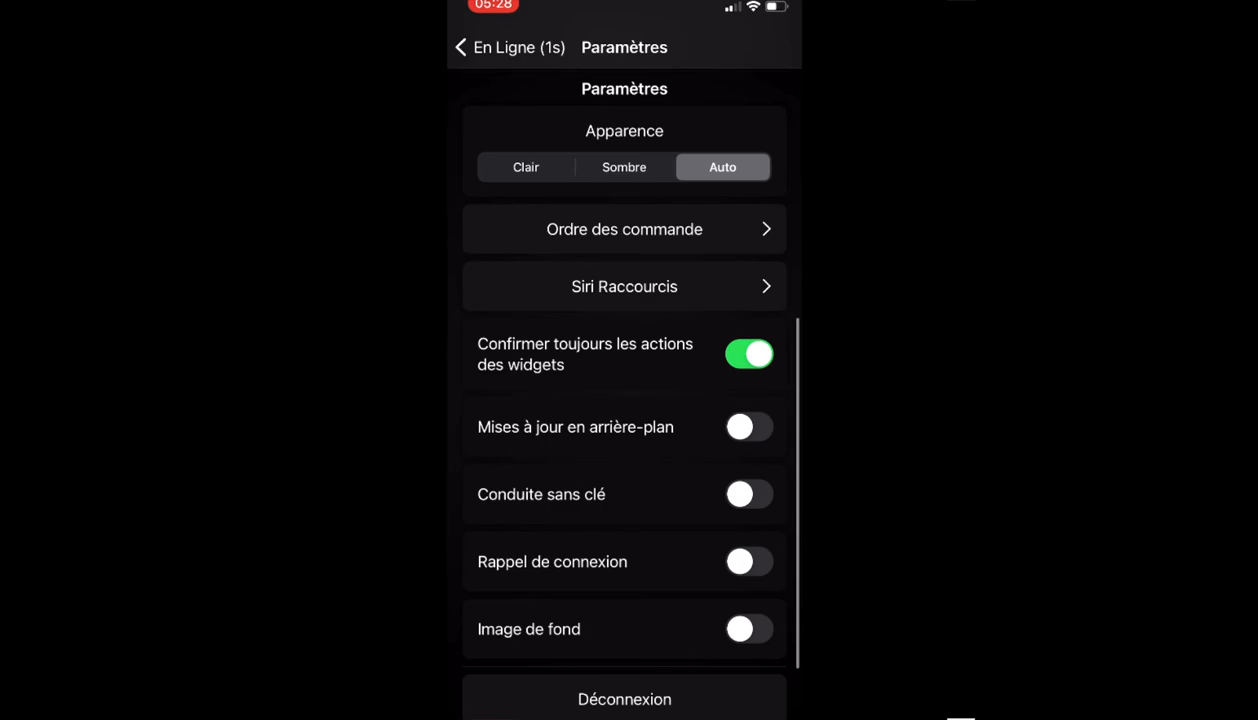 05:28
En Ligne (1s) Paramètres
Paramètres
Apparence
Clair Sombre Auto
Ordre des commande
Siri Raccourcis
Confirmer toujours les actions
des widgets
Mises à jour en arrière-plan
Conduite sans clé
Rappel de connexion
Image de fond
Déconnexion